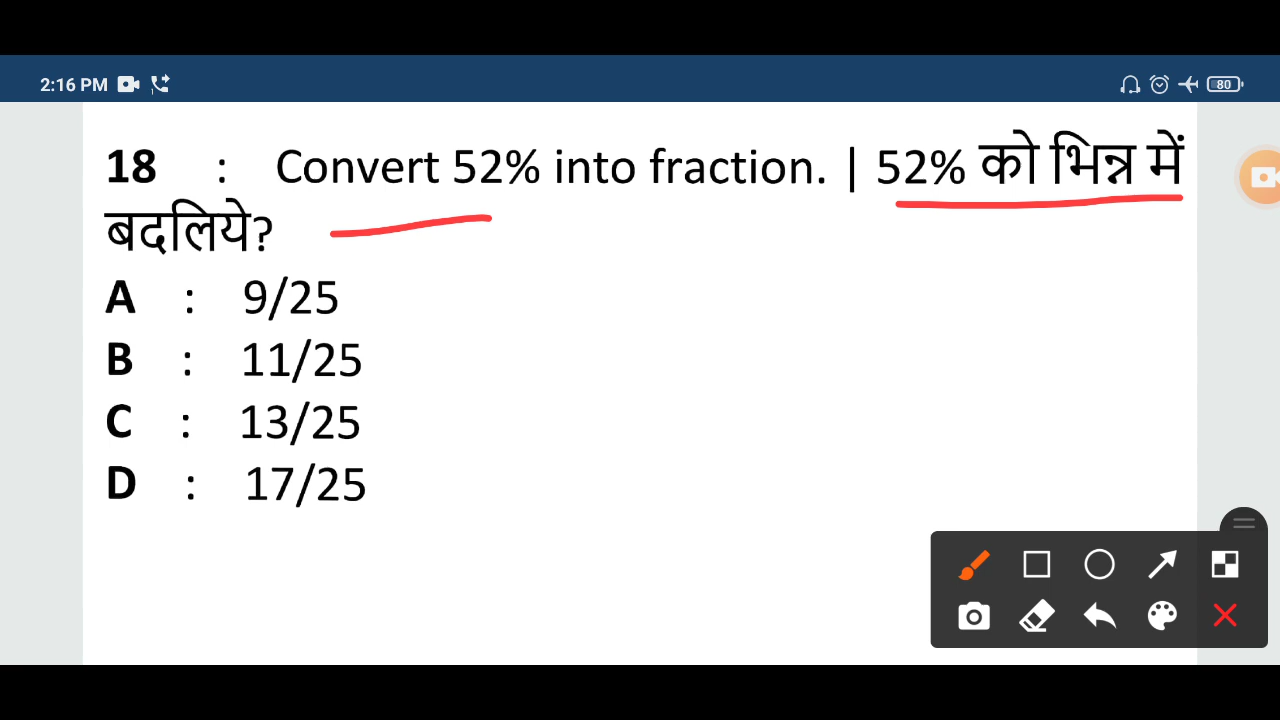 2:16 PM
80
18 : Convert 52% into fraction. | 52% को भिन्न में
बदलिये?
A : 9/25
B : 11/25
C : 13/25
D : 17/25